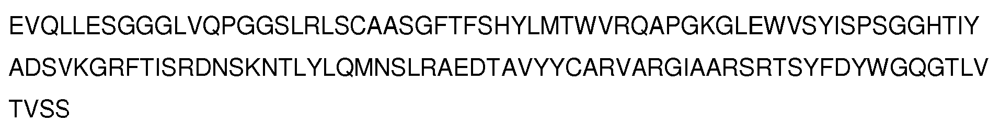 EVQLLESGGGLVQPGGSLRLSCAASGFTFSHYLMTWVRQAPGKGLEWVSYISPSGGHTIY
ADSVKGRFTISRDNSKNTLYLQMNSLRAEDTAVYYCARVARGIAARSRTSYFDYWGQGTLV
TVSS